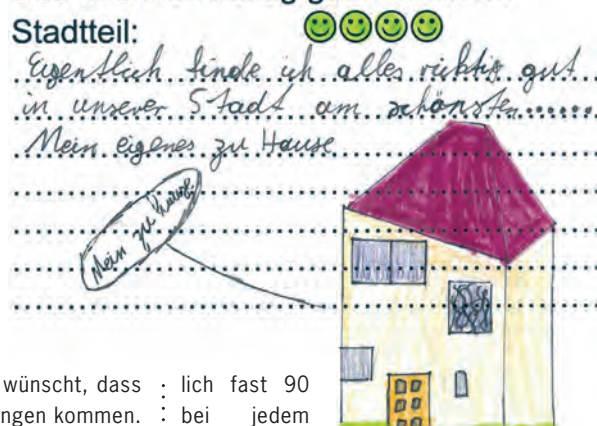 Stadtteil:
Eigentlich finde ich alles richtig gut
in unserer Stadt am schönsten......
Mein eigenes zu Hause
Mein zu Hause
wünscht, dass
ngen kommen.
lich fast 90
bei jedem